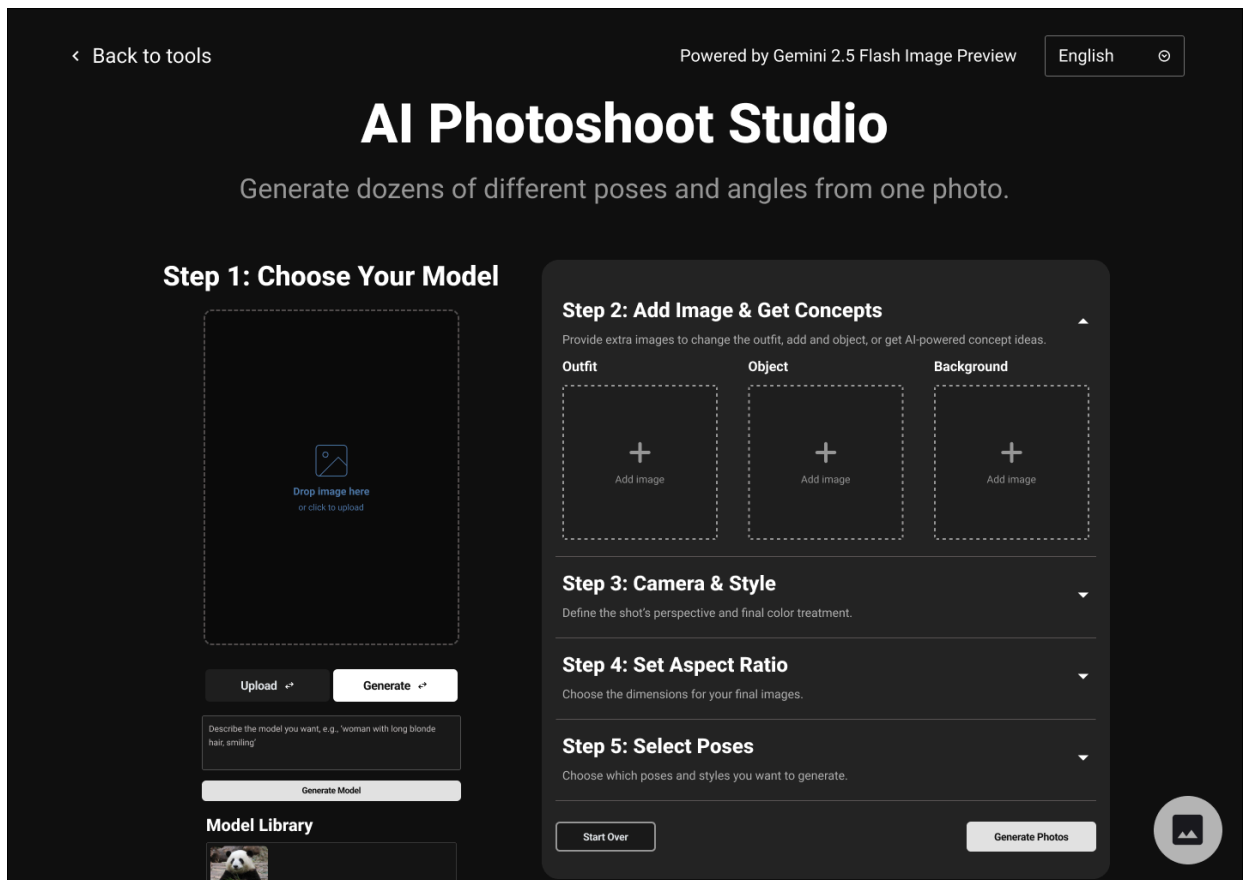 Back to tools
Powered by Gemini 2.5 Flash Image Preview
English
AI Photoshoot Studio
Generate dozens of different poses and angles from one photo.
Step 1: Choose Your Model
Drop image here
or click to upload
Upload
Generate
Describe the model you want, e.g., 'woman with long blonde
hair, smiling'
Generate Model
Model Library
Step 2: Add Image & Get Concepts
Provide extra images to change the outfit, add and object, or get AI-powered concept ideas.
Outfit
Object
Background
Add image
Add image
Add image
Step 3: Camera & Style
Define the shot's perspective and final color treatment.
Step 4: Set Aspect Ratio
Choose the dimensions for your final images.
Step 5: Select Poses
Choose which poses and styles you want to generate.
Start Over
Generate Photos